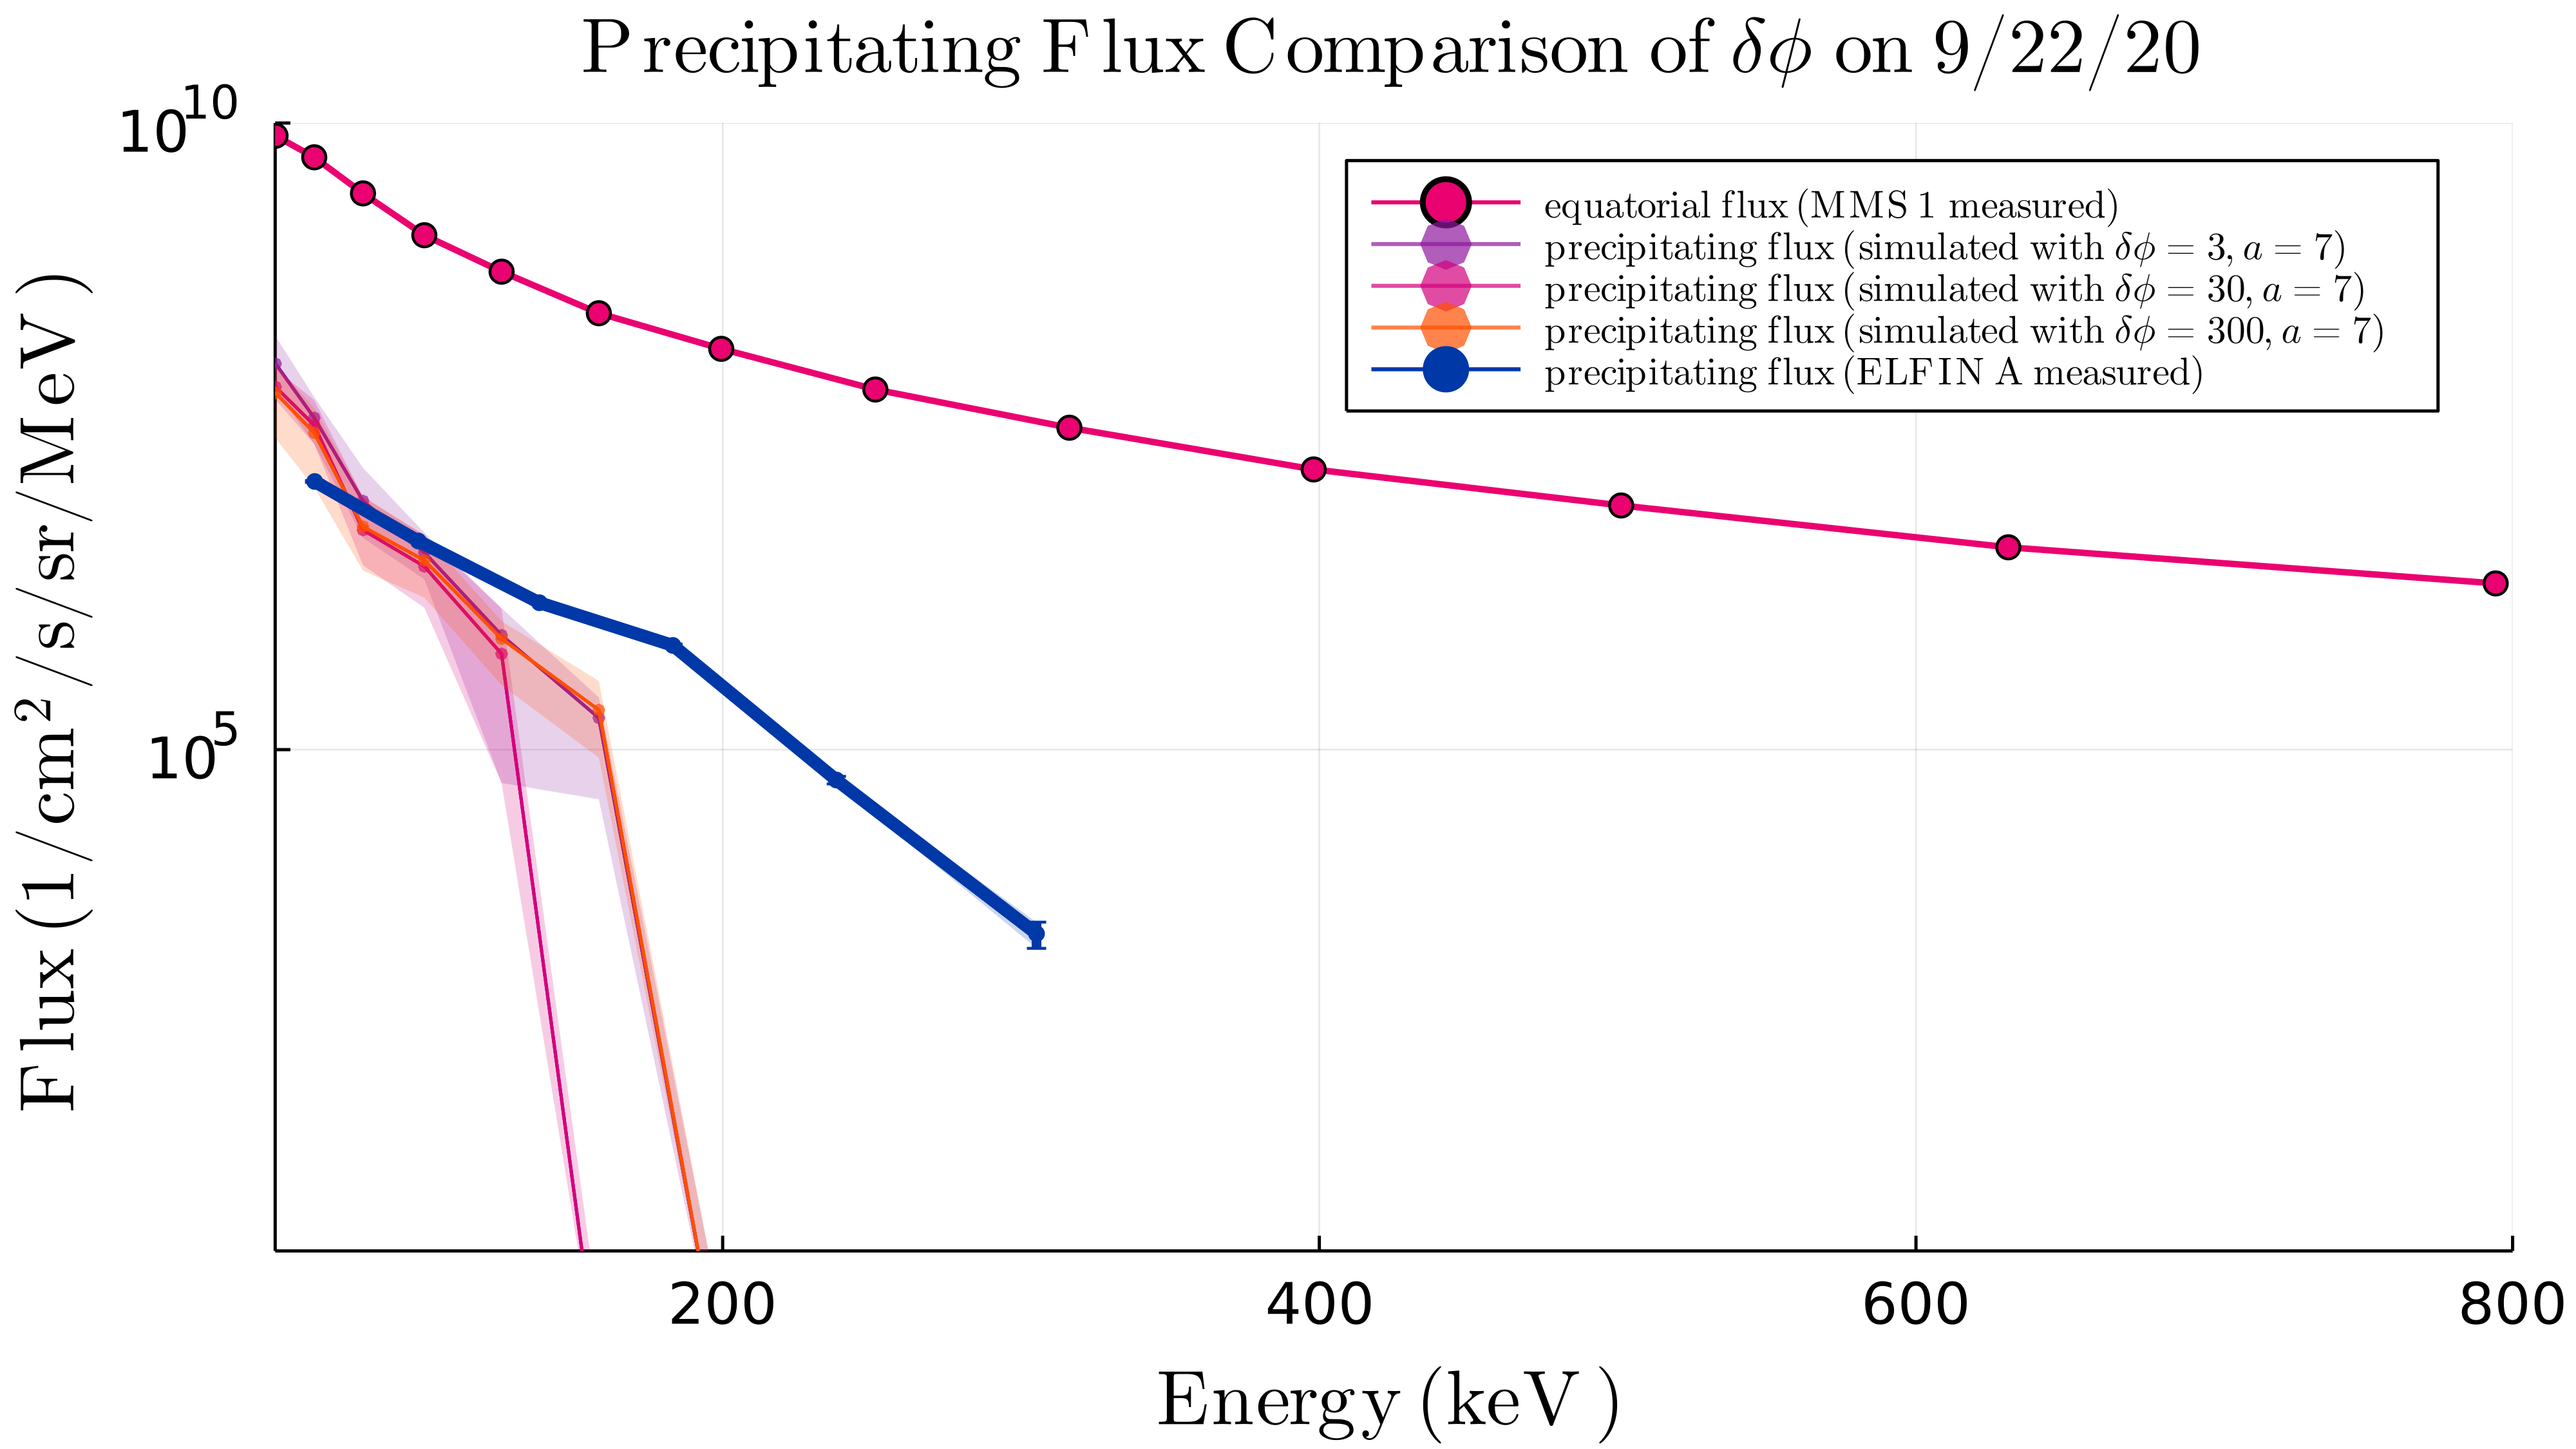 Precipitating Flux Comparison of δϕ on 9/22/20
10^10
10^5
Flux (1/cm²/s/sr/MeV)
equatorial flux (MMS 1 measured)
precipitating flux (simulated with δϕ = 3, a = 7)
precipitating flux (simulated with δϕ = 30, a = 7)
precipitating flux (simulated with δϕ = 300, a = 7)
precipitating flux (ELFIN A measured)
200 400 600 800
Energy (keV)